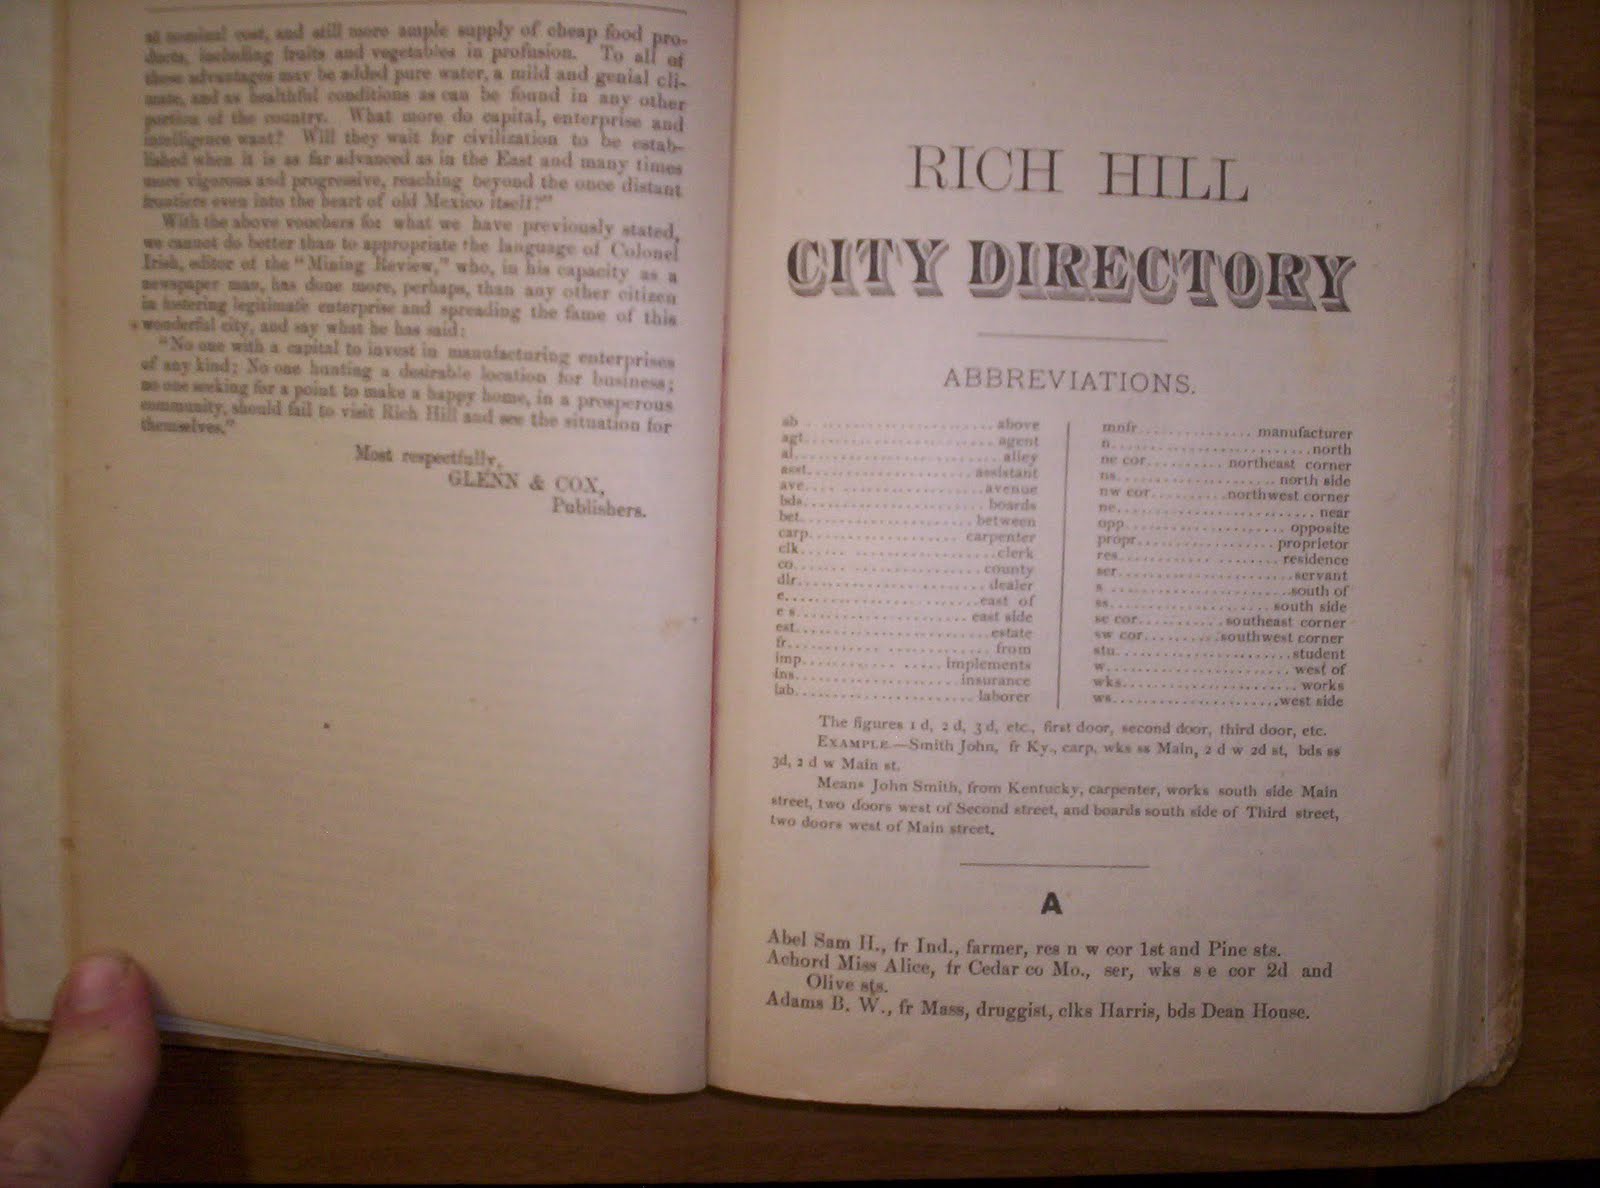 at nominal cost, and still more ample supply of cheap food pro-
ducts, including fruits and vegetables in profusion. To all of
these advantages may be added pure water, a mild and genial cli-
mate, and as healthful conditions as can be found in any other
portion of the country. What more do capital, enterprise and
intelligence want? Will they wait for civilization to be estab-
lished when it is as far advanced as in the East and many times
more vigorous and progressive, reaching beyond the once distant
frontiers even into the heart of old Mexico itself?"
With the above vouchers for what we have previously stated,
we cannot do better than to appropriate the language of Colonel
Irish, editor of the "Mining Review," who, in his capacity as a
newspaper man, has done more, perhaps, than any other citizen
in fostering legitimate enterprise and spreading the fame of this
wonderful city, and say what he has said:
"No one with a capital to invest in manufacturing enterprises
of any kind; No one hunting a desirable location for business;
no one seeking for a point to make a happy home, in a prosperous
community, should fail to visit Rich Hill and see the situation for
themselves."
Most respectfully,
GLENN & COX,
Publishers.
RICH HILL
CITY DIRECTORY
ABBREVIATIONS.
ab.....above
agt.....agent
al.....alley
asst.....assistant
ave.....avenue
bds.....boards
bet.....between
carp.....carpenter
clk.....clerk
co.....county
dlr.....dealer
e.....east of
e s.....east side
est.....estate
fr.....from
imp.....implements
ins.....insurance
lab.....laborer
mnfr.....manufacturer
n.....north
ne cor.....northeast corner
ns.....north side
nw cor.....northwest corner
ne.....near
opp.....opposite
propr.....proprietor
res.....residence
ser.....servant
s.....south of
ss.....south side
se cor.....southeast corner
sw cor.....southwest corner
stu.....student
w.....west of
wks.....works
ws.....west side
The figures 1 d, 2 d, 3 d, etc., first door, second door, third door, etc.
EXAMPLE.—Smith John, fr Ky., carp, wks ss Main, 2 d w 2d st, bds ss
3d, 2 d w Main st.
Means John Smith, from Kentucky, carpenter, works south side Main
street, two doors west of Second street, and boards south side of Third street,
two doors west of Main street.
A
Abel Sam H., fr Ind., farmer, res n w cor 1st and Pine sts.
Achord Miss Alice, fr Cedar co Mo., ser, wks s e cor 2d and
Olive sts.
Adams B. W., fr Mass, druggist, clks Harris, bds Dean House.